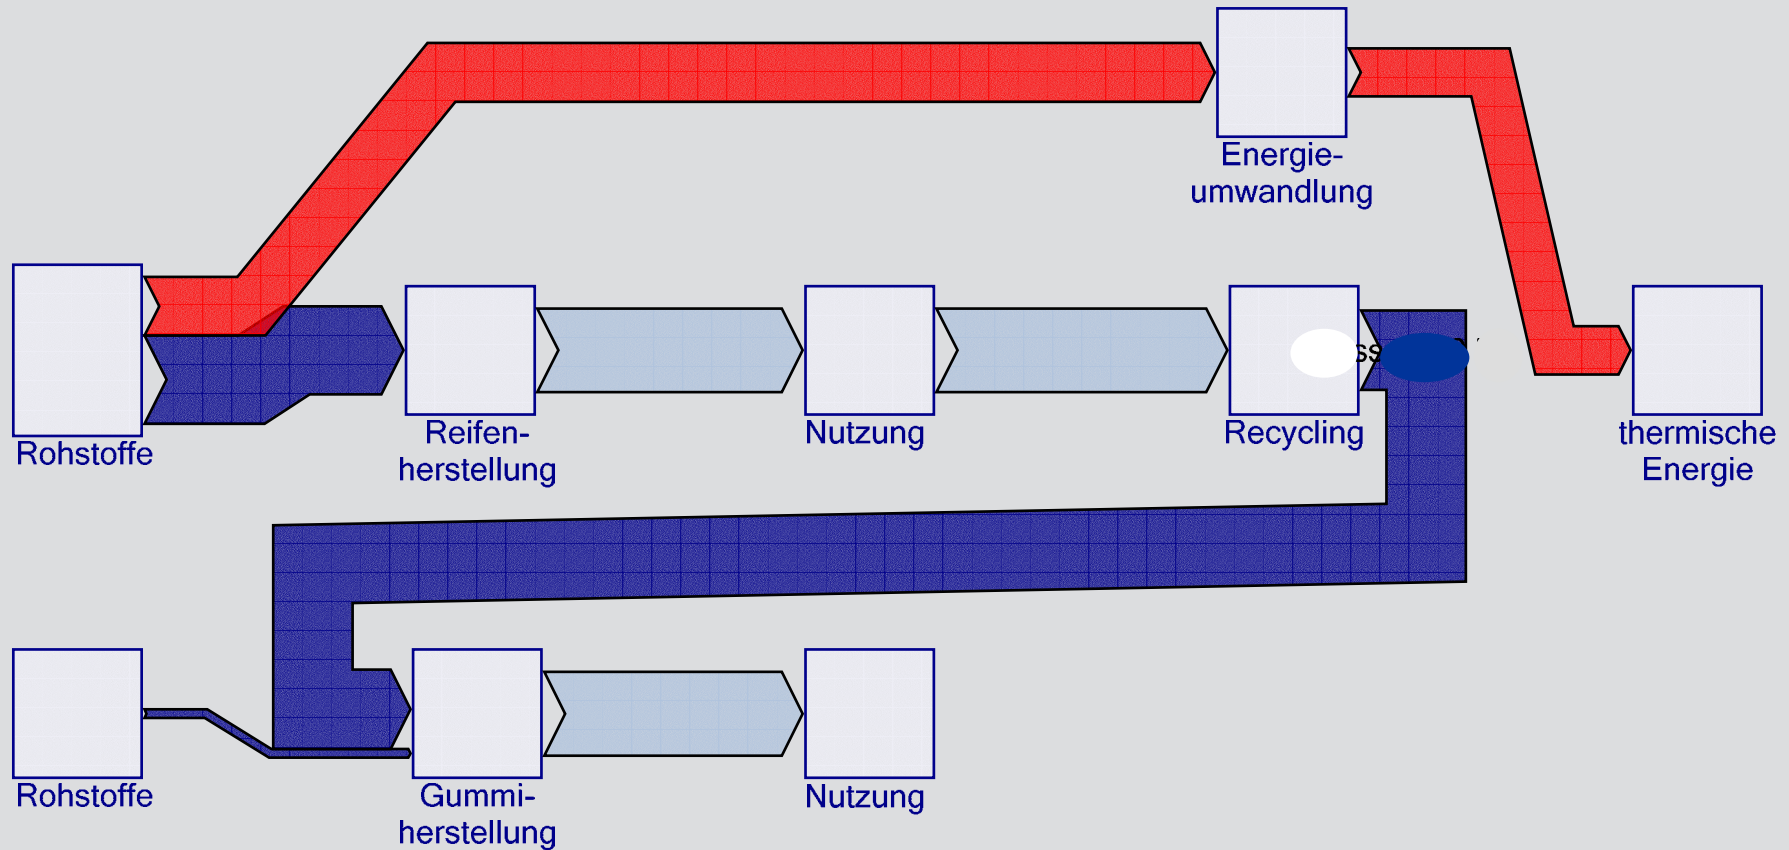 Energie-
umwandlung
Rohstoffe
Reifen-
herstellung
Nutzung
Recycling
thermische
Energie
Rohstoffe
Gummi-
herstellung
Nutzung